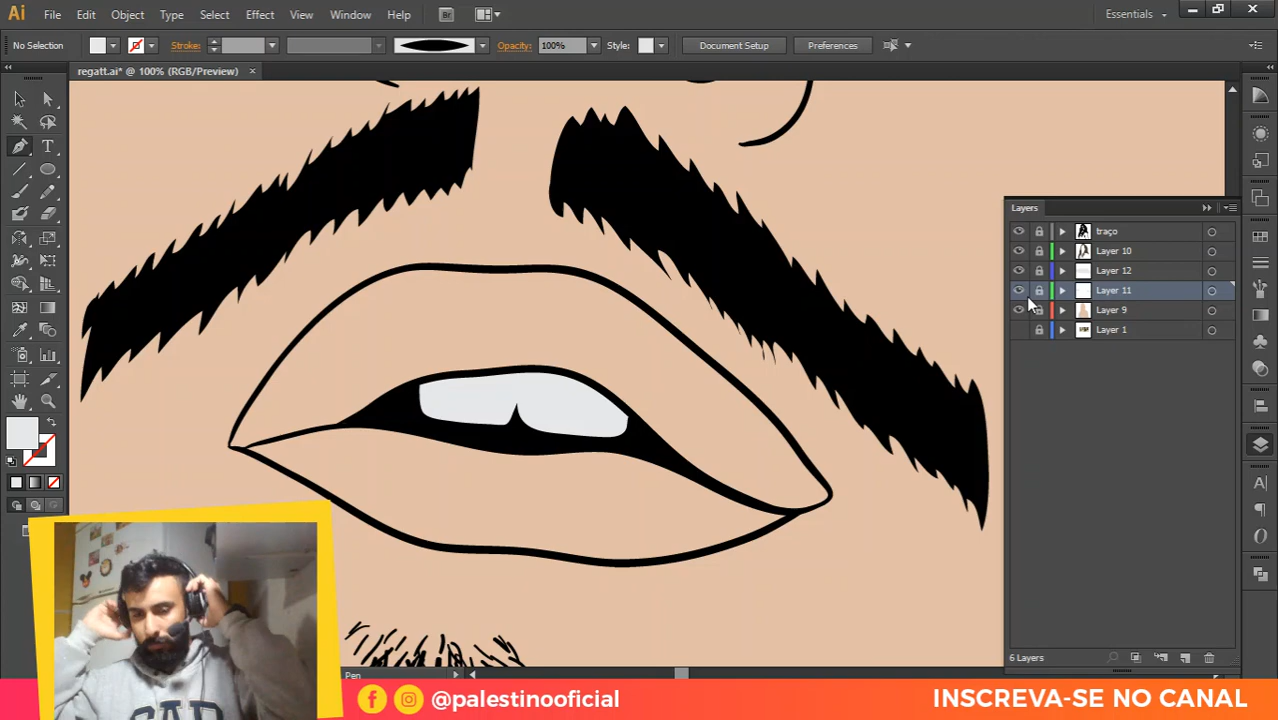 Ai File Edit Object Type Select Effect View Window Help Br Essentials
No Selection Stroke: Opacity: 100% Style: Document Setup Preferences
regatt.ai* @ 100% (RGB/Preview)
Layers
traço
Layer 10
Layer 12
Layer 11
Layer 9
Layer 1
6 Layers
Pen
@palestinooficial
INSCREVA-SE NO CANAL